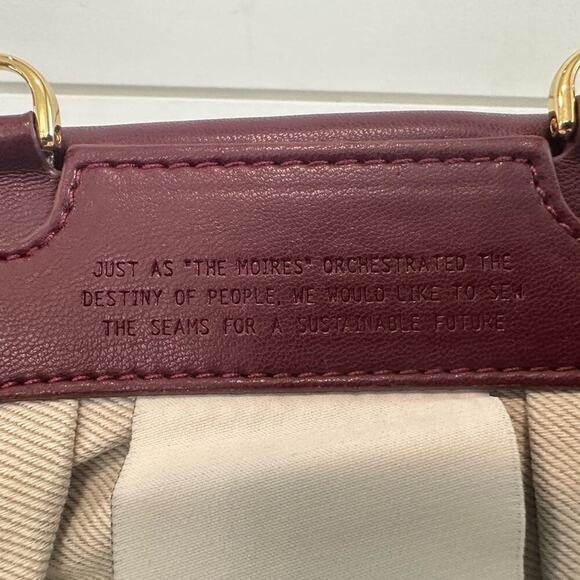 JUST AS "THE MOIRES" ORCHESTRATED THE
DESTINY OF PEOPLE, WE WOULD LIKE TO SEW
THE SEAMS FOR A SUSTAINABLE FUTURE